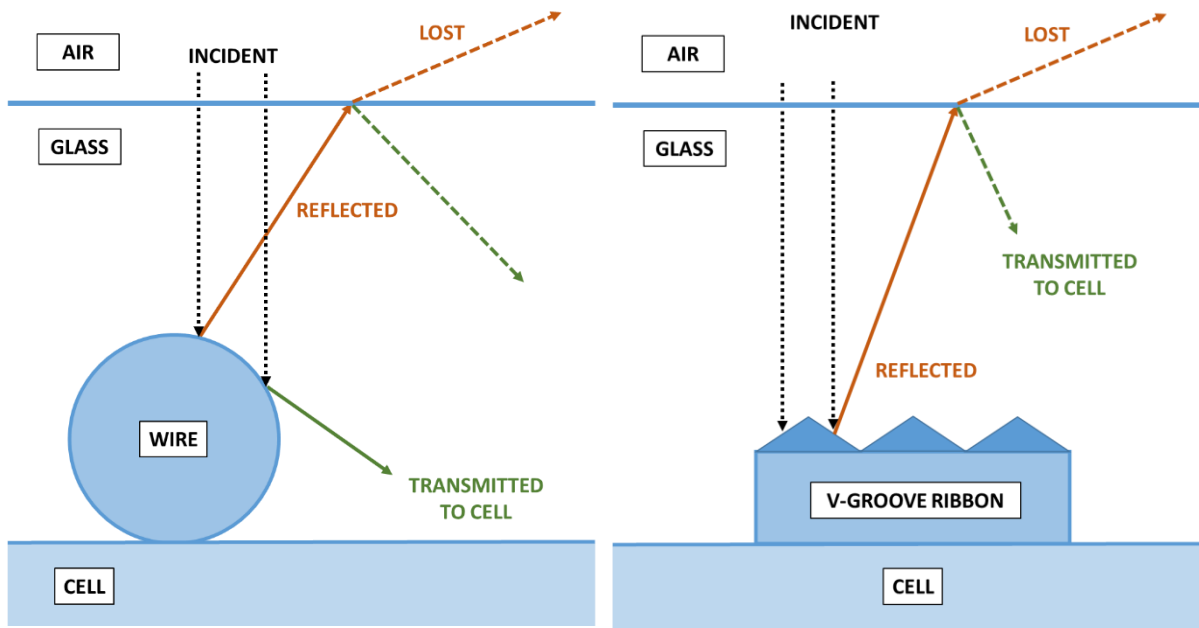 LOST
AIR
INCIDENT
GLASS
REFLECTED
WIRE
TRANSMITTED
TO CELL
CELL
LOST
INCIDENT
AIR
GLASS
TRANSMITTED
TO CELL
REFLECTED
V-GROOVE RIBBON
CELL